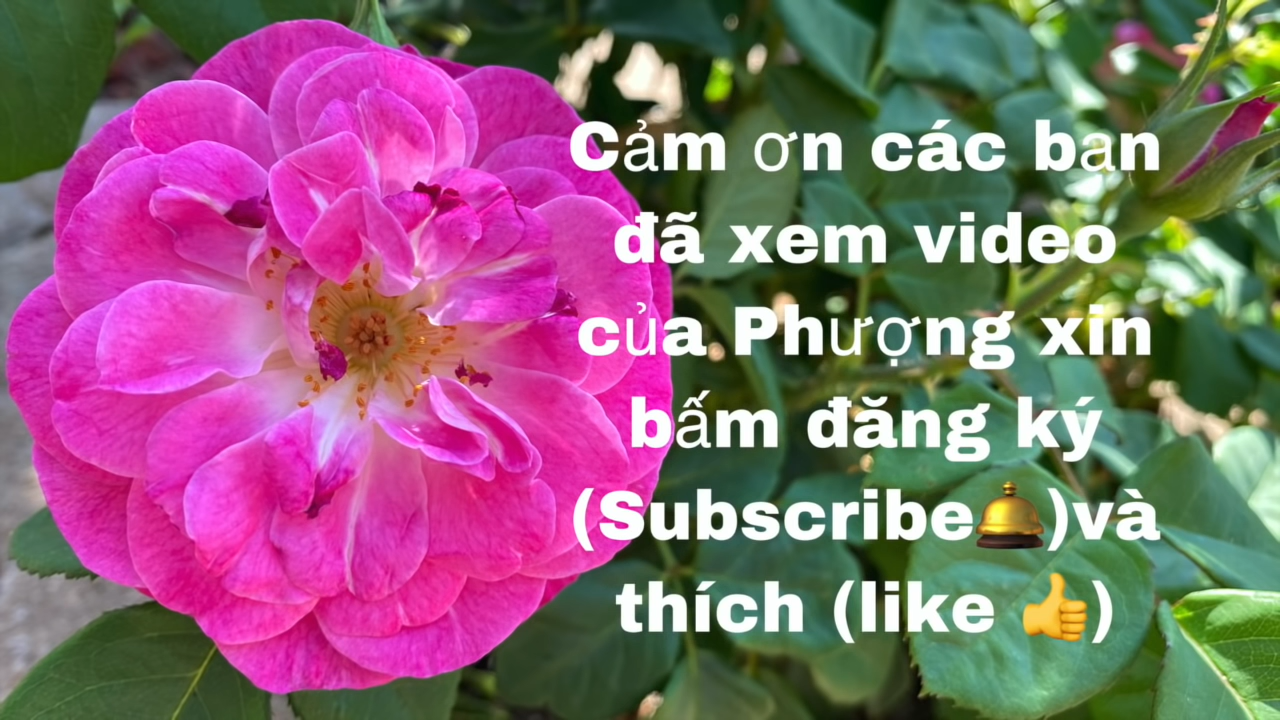 Cảm ơn các bạn
đã xem video
của Phượng xin
bấm đăng ký
(Subscribe🛎️)và
thích (like 👍)